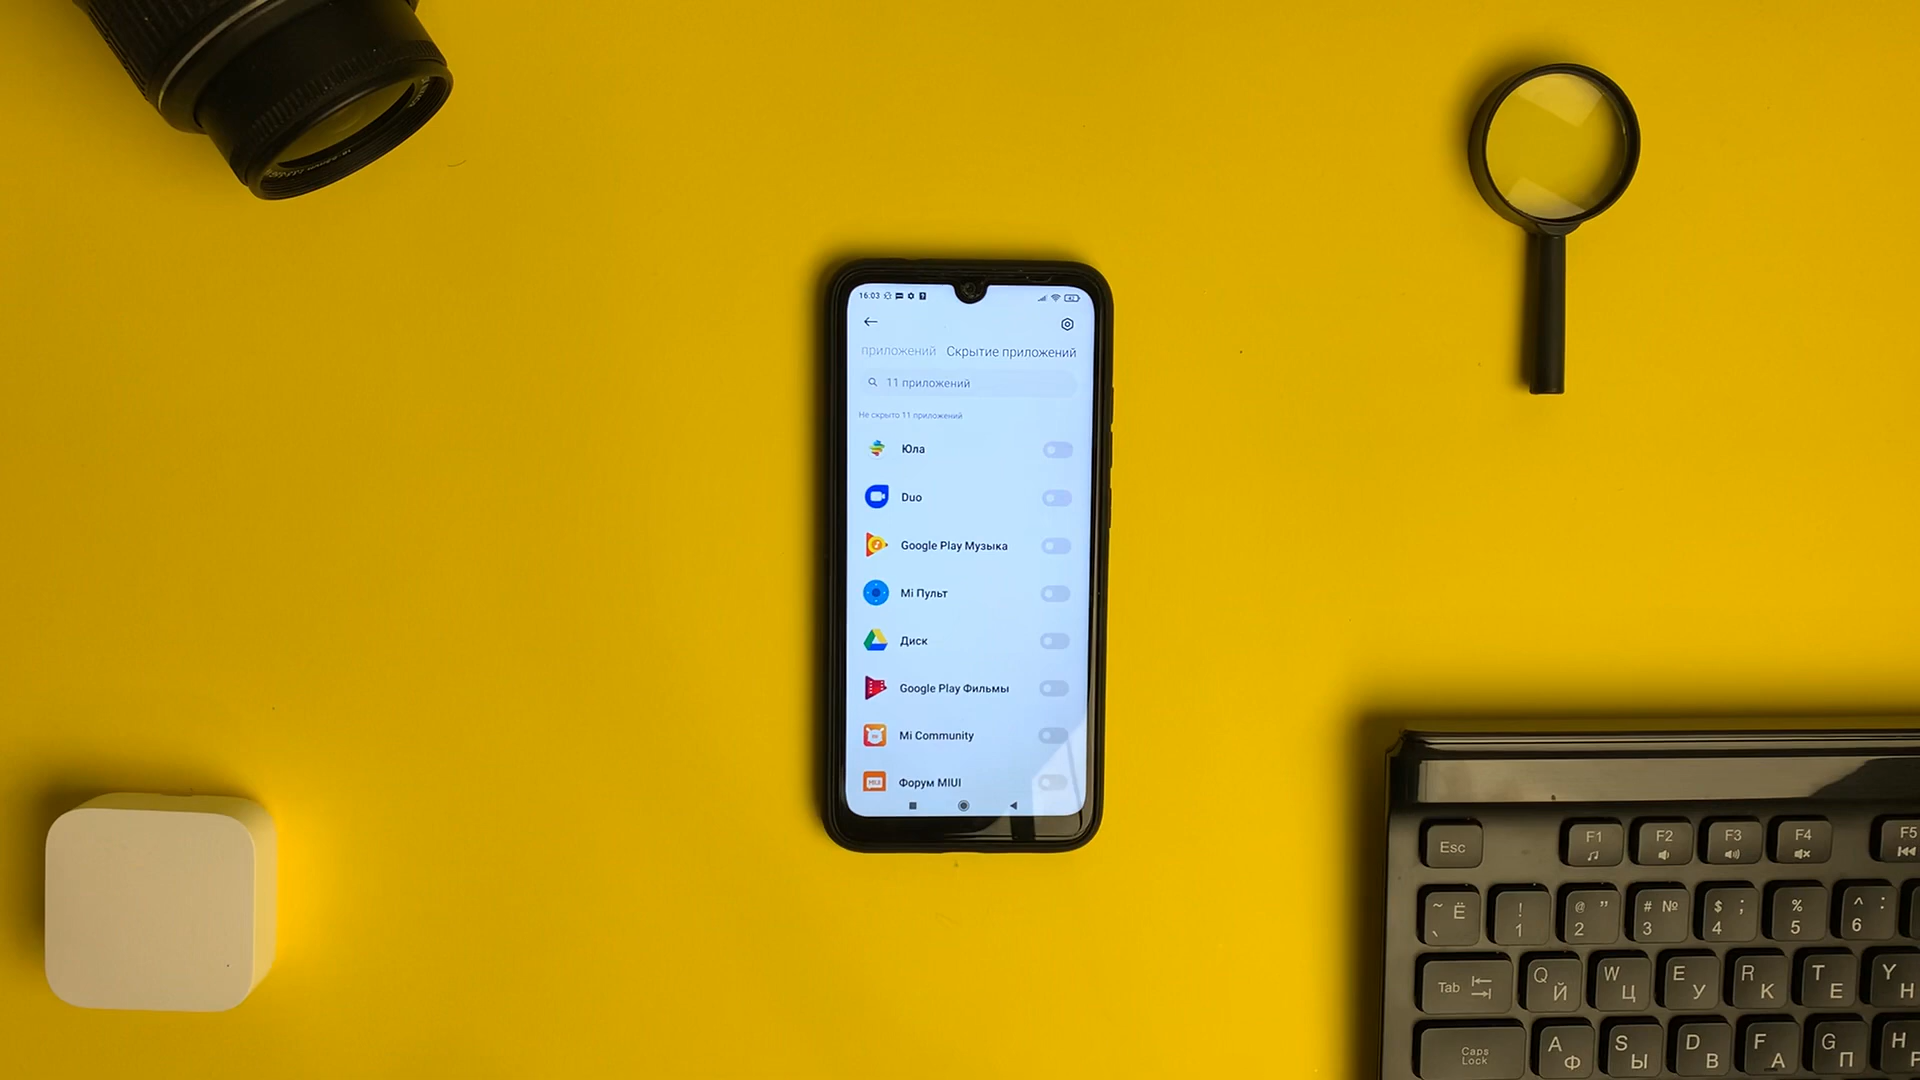 16:03
42
приложений Скрытие приложений
11 приложений
Не скрыто 11 приложений
Юла
Duo
Google Play Музыка
Mi Пульт
Диск
Google Play Фильмы
Mi Community
Форум MIUI
Esc F1 F2 F3 F4 F5
~ Ё ` ! 1 @ " 2 # № 3 $ ; 4 % 5 ^ : 6
Tab Q Й W Ц E У R К T Е Y Н
Caps Lock A Ф S Ы D В F А G П H Р